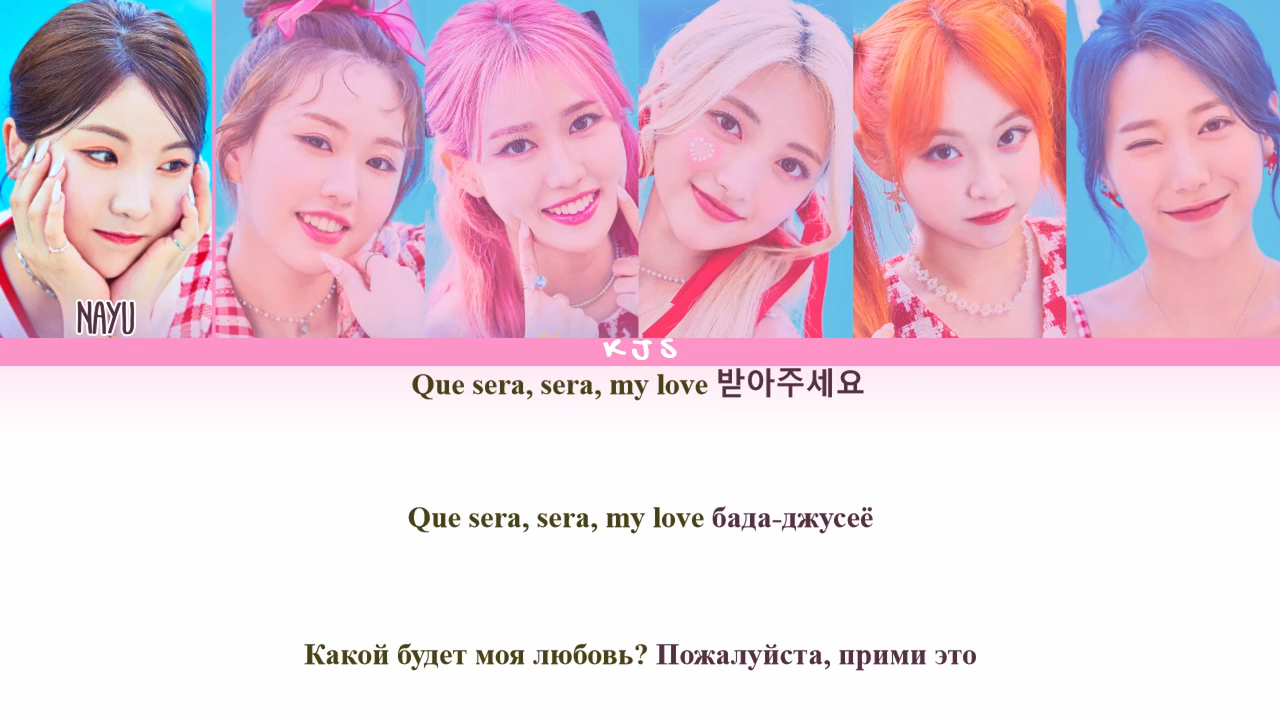 NAYU
KJS
Que sera, sera, my love 받아주세요
Que sera, sera, my love бада-джусеё
Какой будет моя любовь? Пожалуйста, прими это